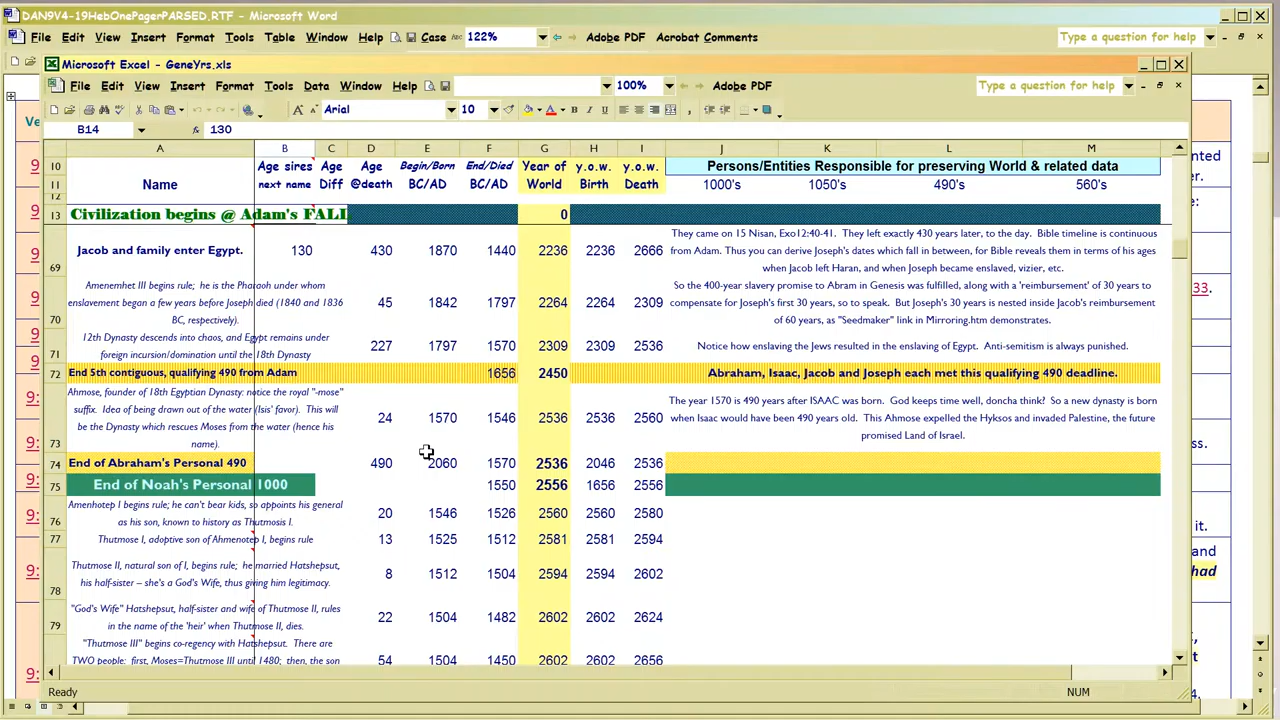 DAN9V4-19HebOnePagerPARSED.RTF - Microsoft Word
File Edit View Insert Format Tools Table Window Help Case 122% Adobe PDF Acrobat Comments Type a question for help
Microsoft Excel - GeneYrs.xls
File Edit View Insert Format Tools Data Window Help 100% Adobe PDF Type a question for help
Arial 10
B14 fx 130
A B C D E F G H I J K L M
10 Age sires Age Age Begin/Born End/Died Year of y.o.w. y.o.w. Persons/Entities Responsible for preserving World & related data
11 Name next name Diff @death BC/AD BC/AD World Birth Death 1000's 1050's 490's 560's
12
13 Civilization begins @ Adam's FALL 0
They came on 15 Nisan, Exo12:40-41. They left exactly 430 years later, to the day. Bible timeline is continuous
Jacob and family enter Egypt. 130 430 1870 1440 2236 2236 2666 from Adam. Thus you can derive Joseph's dates which fall in between, for Bible reveals them in terms of his ages
69 when Jacob left Haran, and when Joseph became enslaved, vizier, etc.
Amenemhet III begins rule; he is the Pharaoh under whom So the 400-year slavery promise to Abram in Genesis was fulfilled, along with a 'reimbursement' of 30 years to
enslavement began a few years before Joseph died (1840 and 1836 45 1842 1797 2264 2264 2309 compensate for Joseph's first 30 years, so to speak. But Joseph's 30 years is nested inside Jacob's reimbursement
70 BC, respectively). of 60 years, as "Seedmaker" link in Mirroring.htm demonstrates.
12th Dynasty descends into chaos, and Egypt remains under 227 1797 1570 2309 2309 2536 Notice how enslaving the Jews resulted in the enslaving of Egypt. Anti-semitism is always punished.
71 foreign incursion/domination until the 18th Dynasty
72 End 5th contiguous, qualifying 490 from Adam 1656 2450 Abraham, Isaac, Jacob and Joseph each met this qualifying 490 deadline.
Ahmose, founder of 18th Egyptian Dynasty: notice the royal "-mose" The year 1570 is 490 years after ISAAC was born. God keeps time well, doncha think? So a new dynasty is born
suffix. Idea of being drawn out of the water (Isis' favor). This will 24 1570 1546 2536 2536 2560 when Isaac would have been 490 years old. This Ahmose expelled the Hyksos and invaded Palestine, the future
be the Dynasty which rescues Moses from the water (hence his promised Land of Israel.
73 name).
74 End of Abraham's Personal 490 490 2060 1570 2536 2046 2536
75 End of Noah's Personal 1000 1550 2556 1656 2556
Amenhotep I begins rule; he can't bear kids, so appoints his general 20 1546 1526 2560 2560 2580
76 as his son, known to history as Thutmosis I.
77 Thutmose I, adoptive son of Ahmenotep I, begins rule 13 1525 1512 2581 2581 2594
Thutmose II, natural son of I, begins rule; he married Hatshepsut, 8 1512 1504 2594 2594 2602
78 his half-sister – she's a God's Wife, thus giving him legitimacy.
"God's Wife" Hatshepsut, half-sister and wife of Thutmose II, rules 22 1504 1482 2602 2602 2624
79 in the name of the 'heir' when Thutmose II, dies.
"Thutmose III" begins co-regency with Hatshepsut. There are
TWO people: first, Moses=Thutmose III until 1480; then, the son 54 1504 1450 2602 2602 2656
Ready NUM